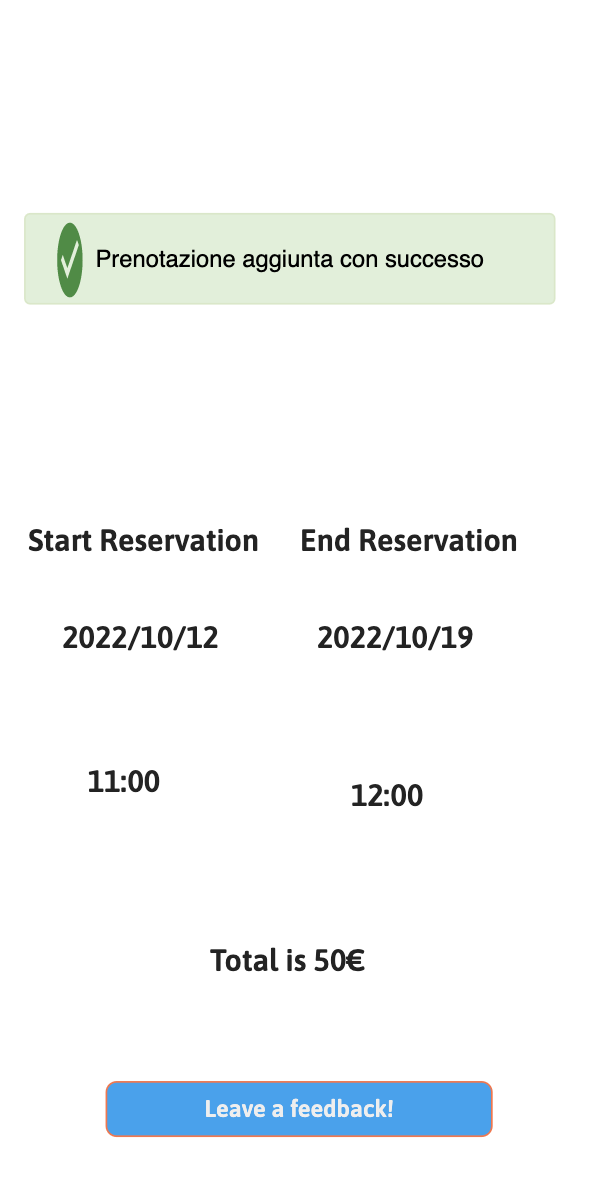 Prenotazione aggiunta con successo
Start Reservation End Reservation
2022/10/12 2022/10/19
11:00 12:00
Total is 50€
Leave a feedback!